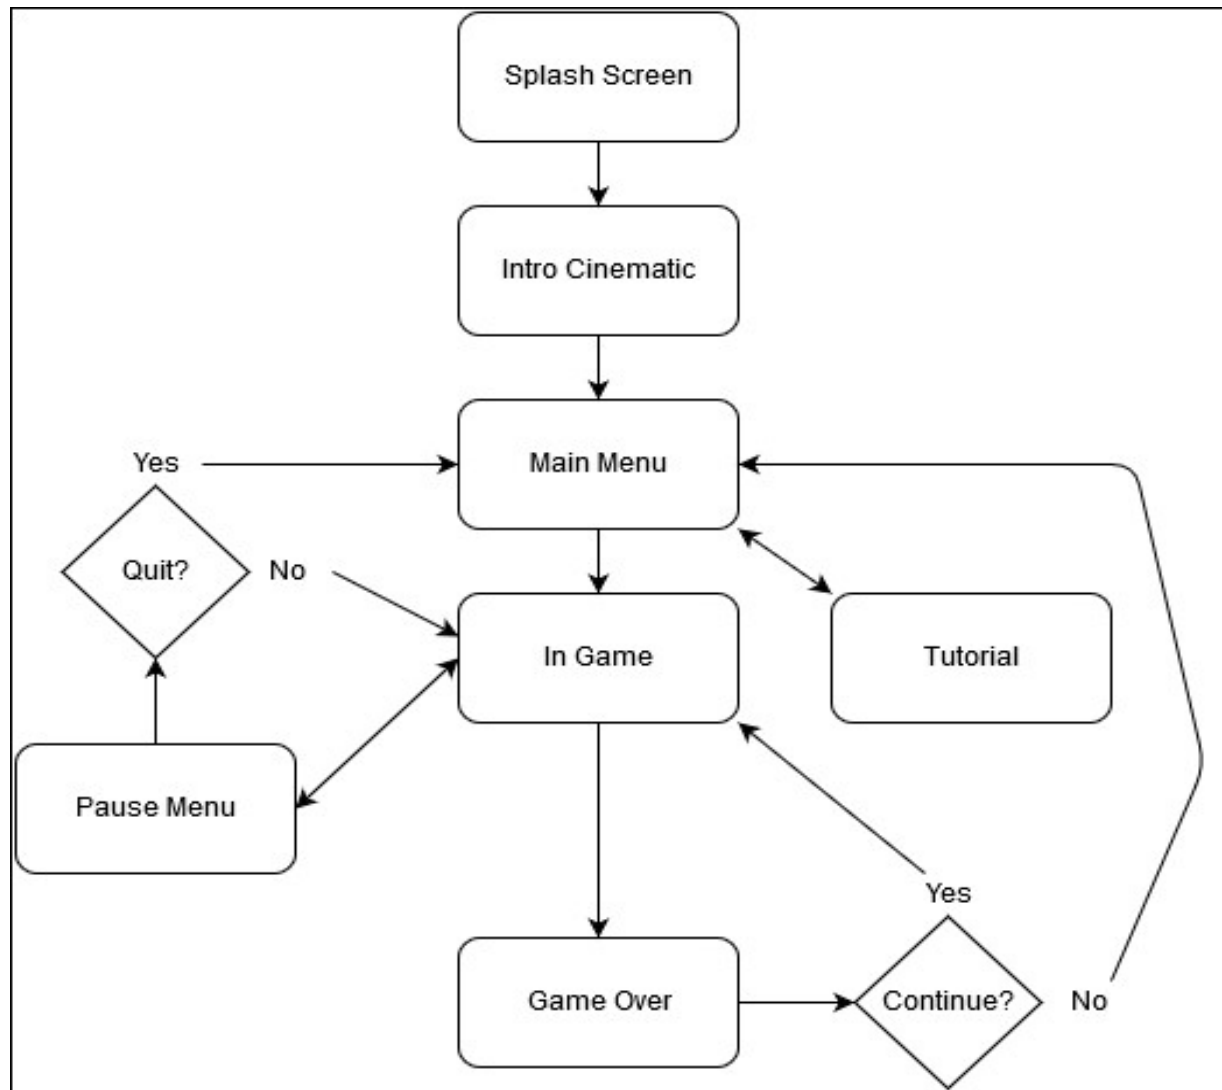 Splash Screen
Intro Cinematic
Main Menu
Yes
Quit?
No
In Game
Tutorial
Pause Menu
Yes
Game Over
Continue?
No